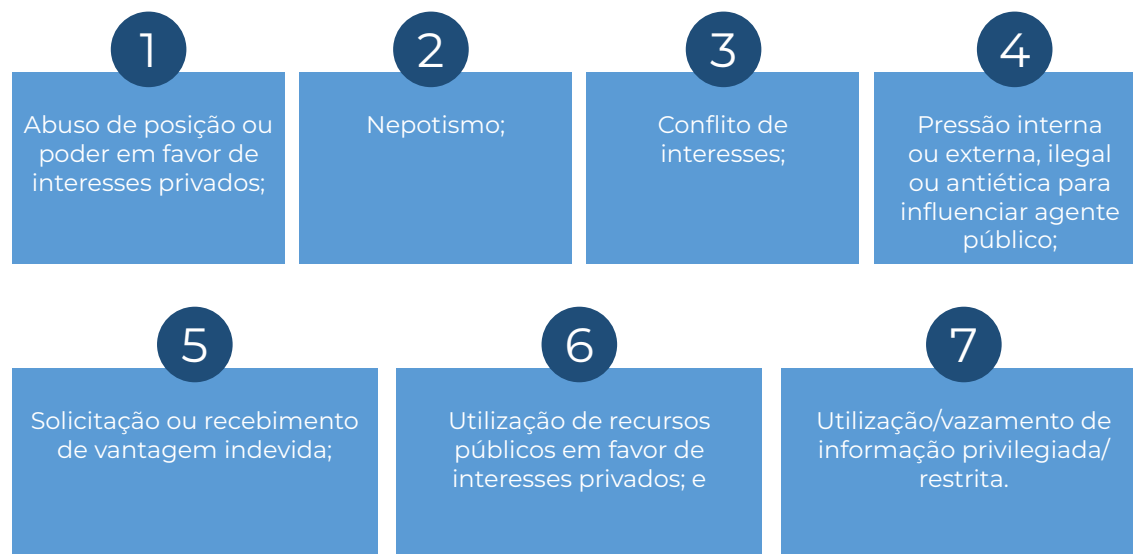 1
Abuso de posição ou
poder em favor de
interesses privados;
2
Nepotismo;
3
Conflito de
interesses;
4
Pressão interna
ou externa, ilegal
ou antiética para
influenciar agente
público;
5
Solicitação ou recebimento
de vantagem indevida;
6
Utilização de recursos
públicos em favor de
interesses privados; e
7
Utilização/vazamento de
informação privilegiada/
restrita.